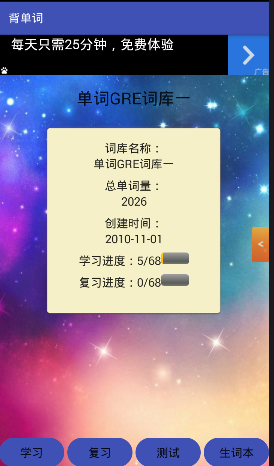 背单词
每天只需25分钟，免费体验
广告
单词GRE词库一
词库名称：
单词GRE词库一
总单词量：
2026
创建时间：
2010-11-01
学习进度：5/68
复习进度：0/68
<
学习
复习
测试
生词本